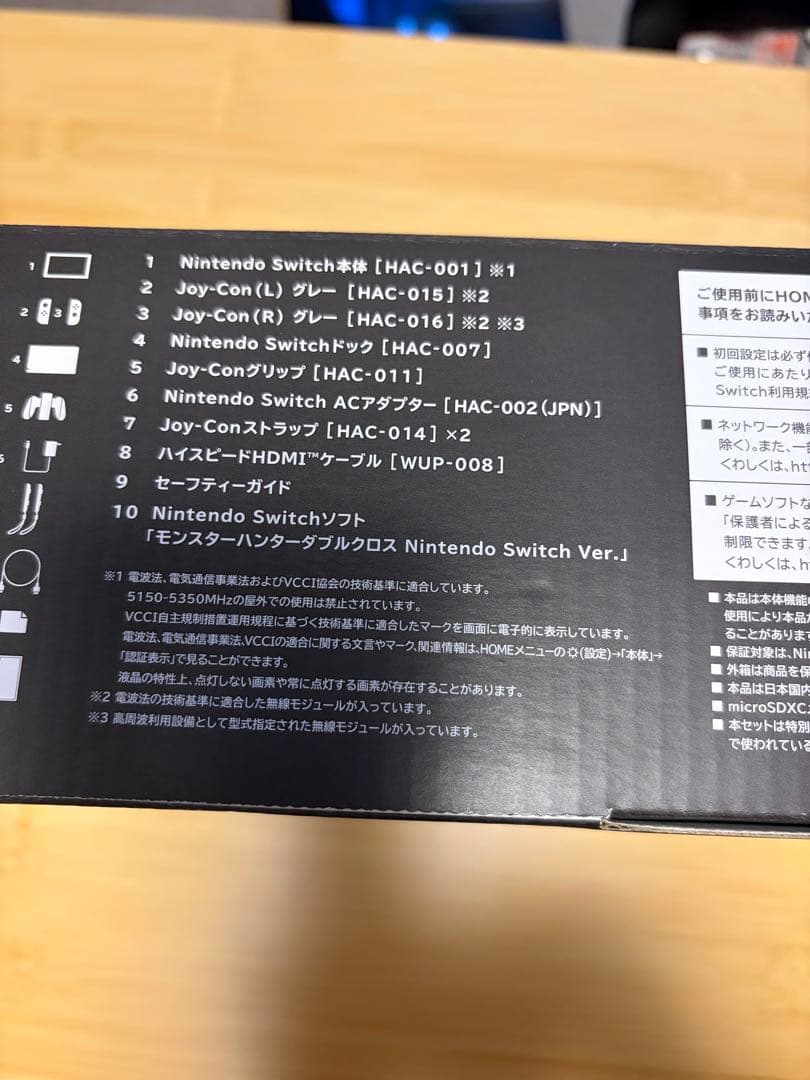 1 Nintendo Switch本体 [HAC-001] ※1
2 Joy-Con(L) グレー [HAC-015] ※2
3 Joy-Con(R) グレー [HAC-016] ※2 ※3
4 Nintendo Switchドック [HAC-007]
5 Joy-Conグリップ [HAC-011]
6 Nintendo Switch ACアダプター [HAC-002(JPN)]
7 Joy-Conストラップ [HAC-014] ×2
8 ハイスピードHDMI™ケーブル [WUP-008]
9 セーフティーガイド
10 Nintendo Switchソフト
「モンスターハンターダブルクロス Nintendo Switch Ver.」
※1 電波法、電気通信事業法およびVCCI協会の技術基準に適合しています。
5150-5350MHzの屋外での使用は禁止されています。
VCCI自主規制措置運用規程に基づく技術基準に適合したマークを画面に電子的に表示しています。
電波法、電気通信事業法、VCCIの適合に関する文言やマーク、関連情報は、HOMEメニューの(設定)→「本体」→
「認証表示」で見ることができます。
液晶の特性上、点灯しない画素や常に点灯する画素が存在することがあります。
※2 電波法の技術基準に適合した無線モジュールが入っています。
※3 高周波利用設備として型式指定された無線モジュールが入っています。
1
2 3
4
5
6
ご使用前にHOM
事項をお読みいた
■ 初回設定は必ず
ご使用にあたり
Switch利用規
■ ネットワーク機能
除く)。また、一部
くわしくは、htt
■ ゲームソフトな
「保護者による
制限できます。
くわしくは、h
■ 本品は本体機能の
使用により本品が
ることがあります
■ 保証対象は、Nin
■ 外箱は商品を保
■ 本品は日本国内
■ microSDXC
■ 本セットは特別
で使われている